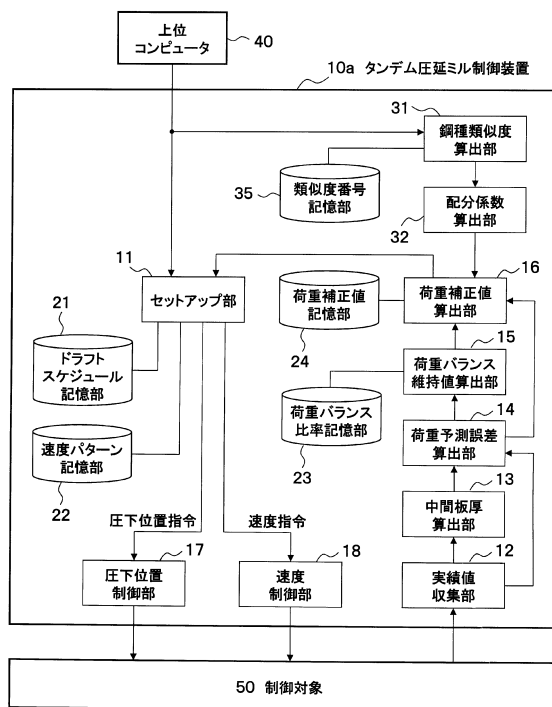 上位
コンピュータ
40
10a タンデム圧延ミル制御装置
31
鋼種類似度
算出部
35
類似度番号
記憶部
配分係数
算出部
32
11
セットアップ部
16
荷重補正値
算出部
荷重補正値
記憶部
24
21
ドラフト
スケジュール
記憶部
15
荷重バランス
維持値算出部
荷重バランス
比率記憶部
23
14
荷重予測誤差
算出部
速度パターン
記憶部
22
13
中間板厚
算出部
圧下位置指令
速度指令
17
圧下位置
制御部
18
速度
制御部
12
実績値
収集部
50 制御対象